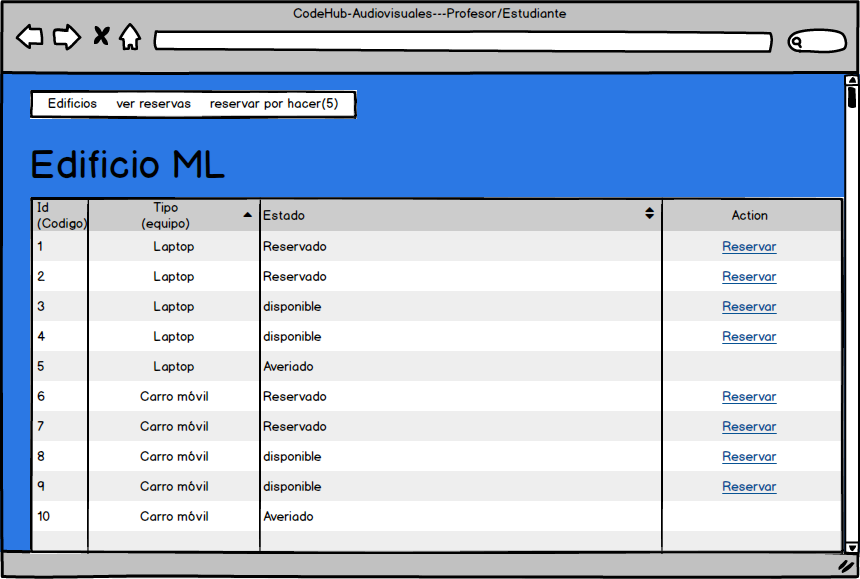 CodeHub-Audiovisuales---Profesor/Estudiante
Edificios ver reservas reservar por hacer(5)
Edificio ML
Id (Codigo) Tipo (equipo) Estado Action
1 Laptop Reservado Reservar
2 Laptop Reservado Reservar
3 Laptop disponible Reservar
4 Laptop disponible Reservar
5 Laptop Averiado
6 Carro móvil Reservado Reservar
7 Carro móvil Reservado Reservar
8 Carro móvil disponible Reservar
9 Carro móvil disponible Reservar
10 Carro móvil Averiado